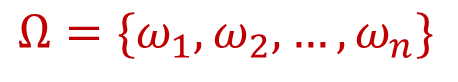 Ω = {ω₁, ω₂, …, ωₙ}